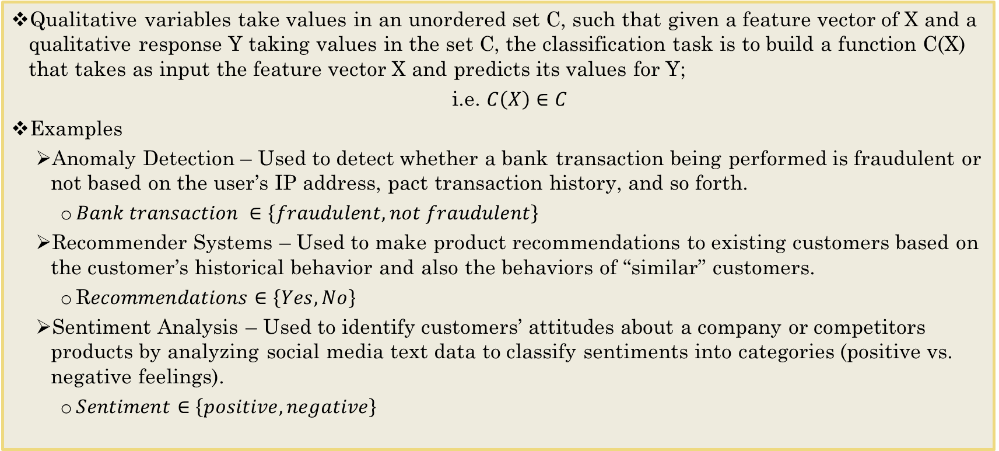 ❖Qualitative variables take values in an unordered set C, such that given a feature vector of X and a
qualitative response Y taking values in the set C, the classification task is to build a function C(X)
that takes as input the feature vector X and predicts its values for Y;
i.e. C(X) ∈ C
❖Examples
➢Anomaly Detection – Used to detect whether a bank transaction being performed is fraudulent or
not based on the user’s IP address, pact transaction history, and so forth.
o Bank transaction ∈ {fraudulent, not fraudulent}
➢Recommender Systems – Used to make product recommendations to existing customers based on
the customer’s historical behavior and also the behaviors of “similar” customers.
o Recommendations ∈ {Yes, No}
➢Sentiment Analysis – Used to identify customers’ attitudes about a company or competitors
products by analyzing social media text data to classify sentiments into categories (positive vs.
negative feelings).
o Sentiment ∈ {positive, negative}